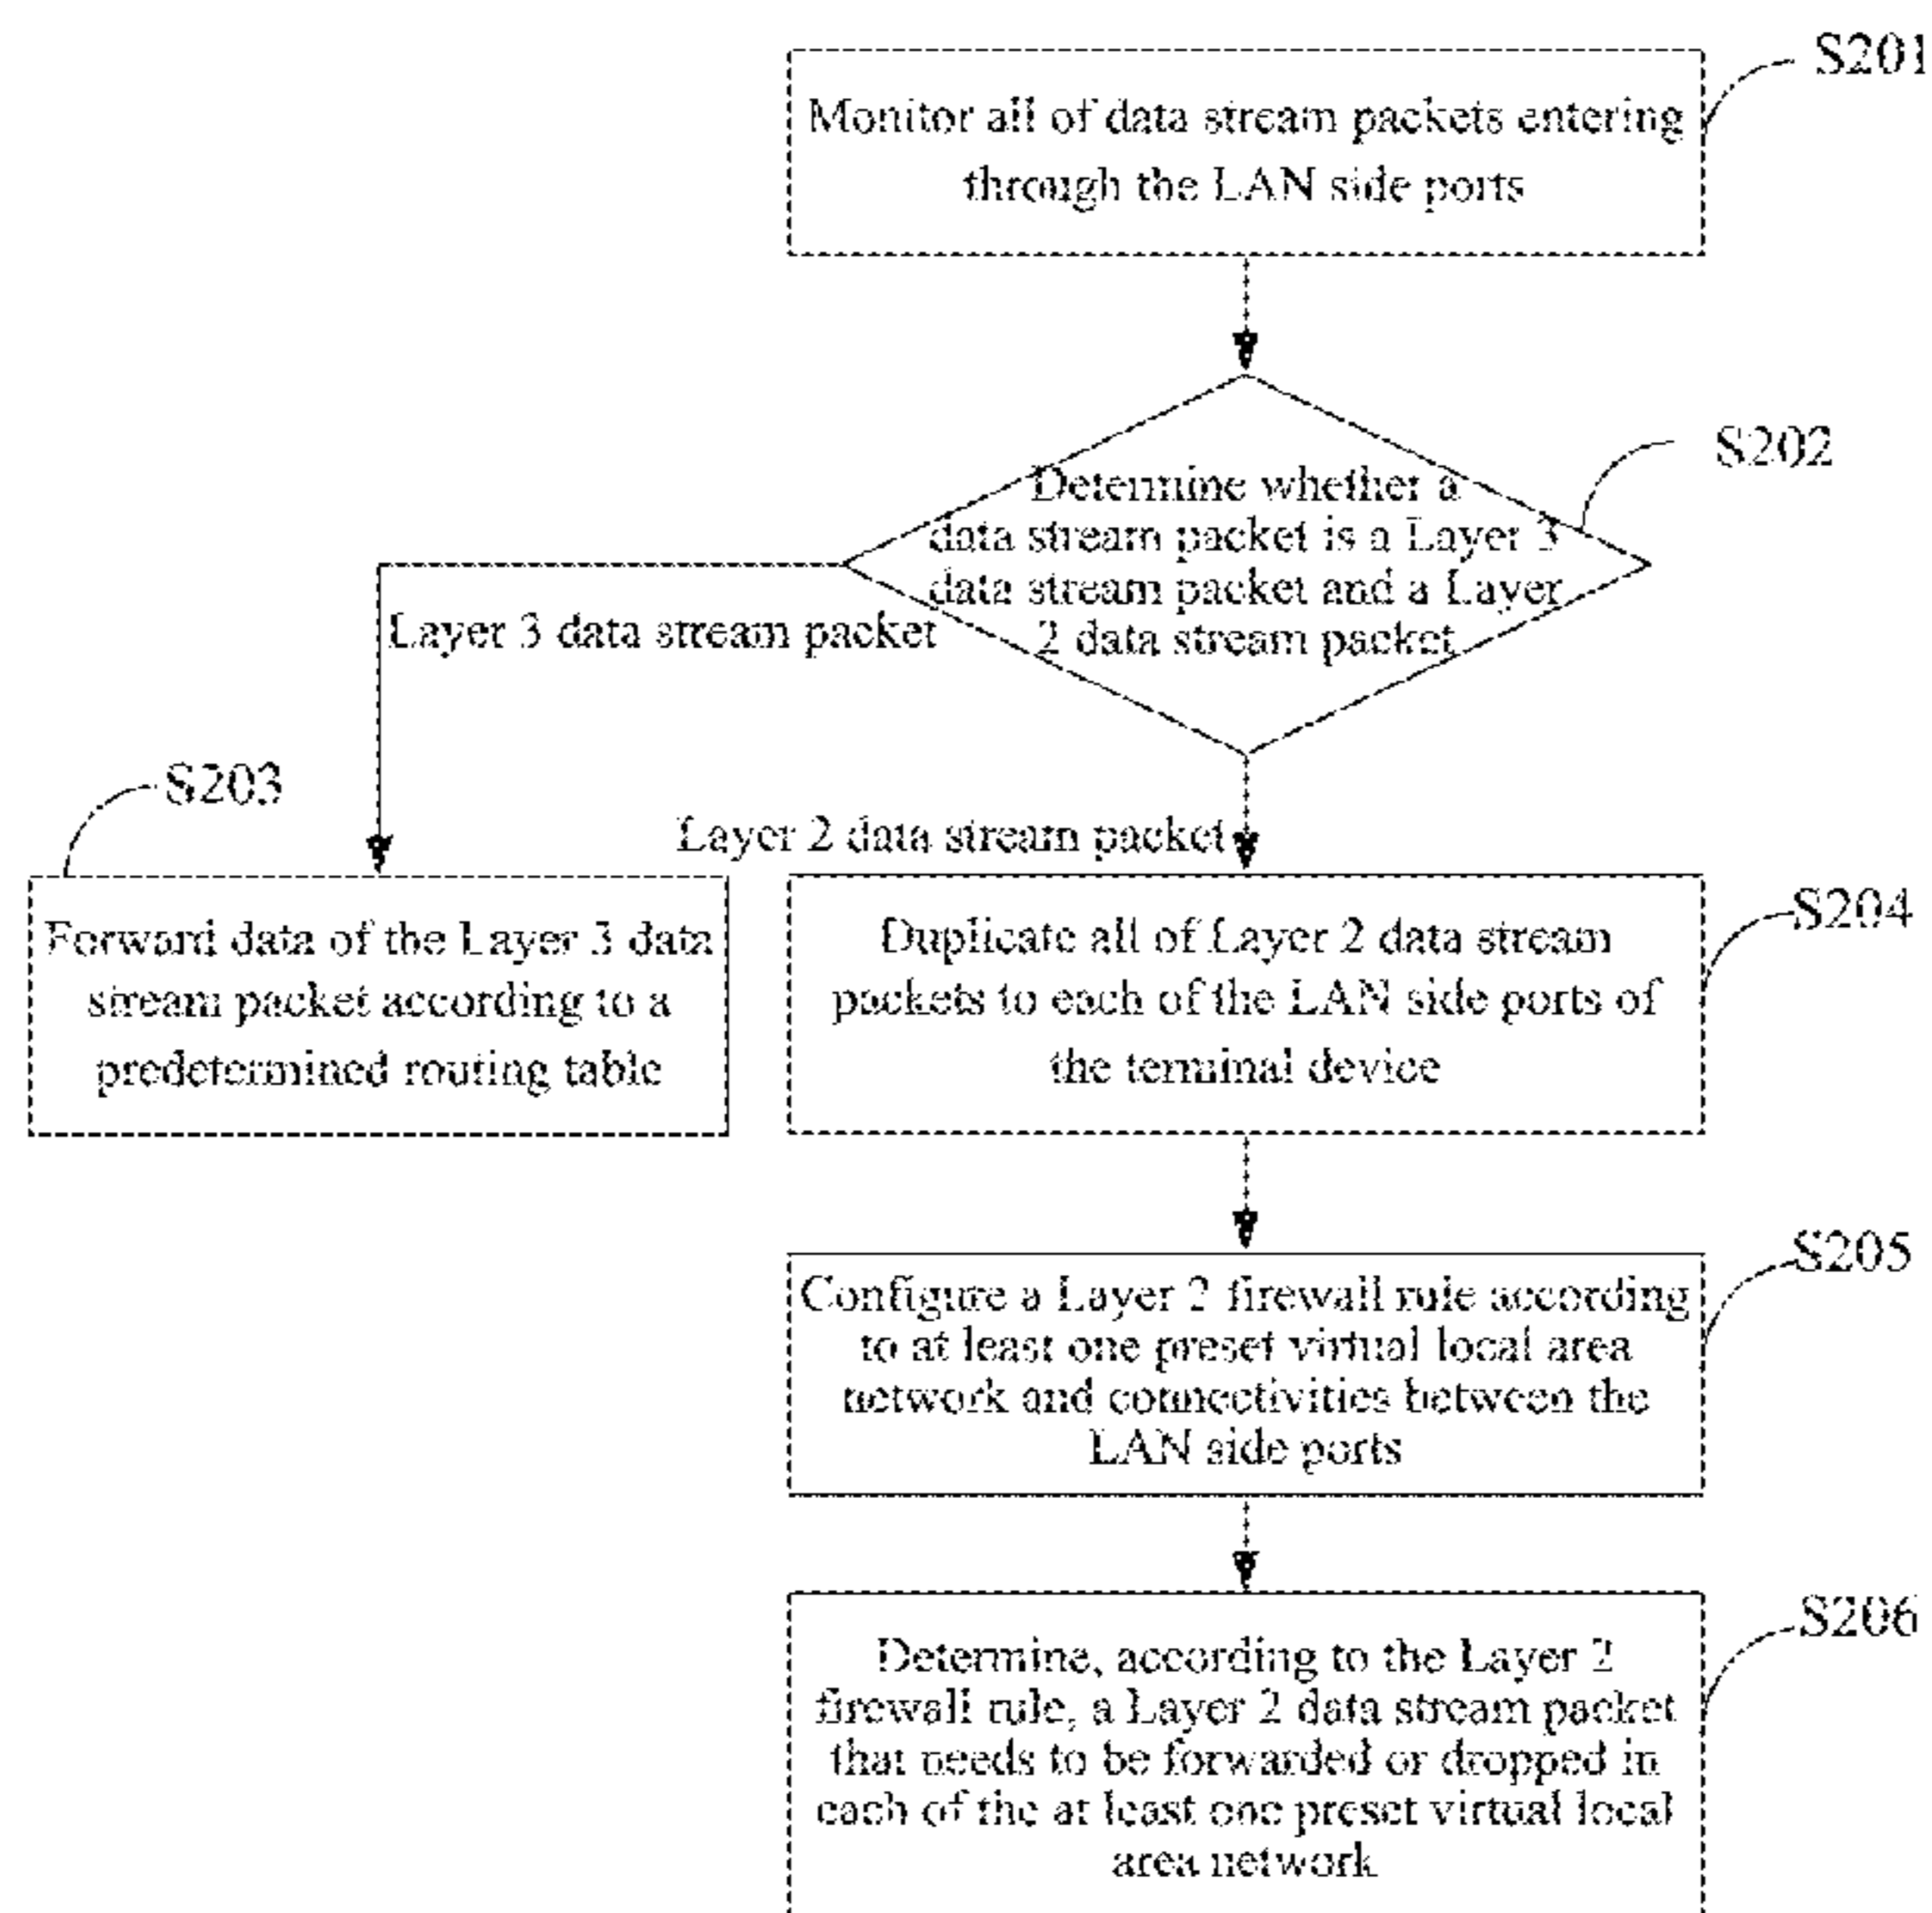 S201
Monitor all of data stream packets entering
through the LAN side ports
S202
Determine whether a
data stream packet is a Layer 3
data stream packet and a Layer
2 data stream packet
Layer 3 data stream packet
S203
Layer 2 data stream packet
Forward data of the Layer 3 data
stream packet according to a
predetermined routing table
S204
Duplicate all of Layer 2 data stream
packets to each of the LAN side ports of
the terminal device
S205
Configure a Layer 2 firewall rule according
to at least one preset virtual local area
network and connectivities between the
LAN side ports
S206
Determine, according to the Layer 2
firewall rule, a Layer 2 data stream packet
that needs to be forwarded or dropped in
each of the at least one preset virtual local
area network